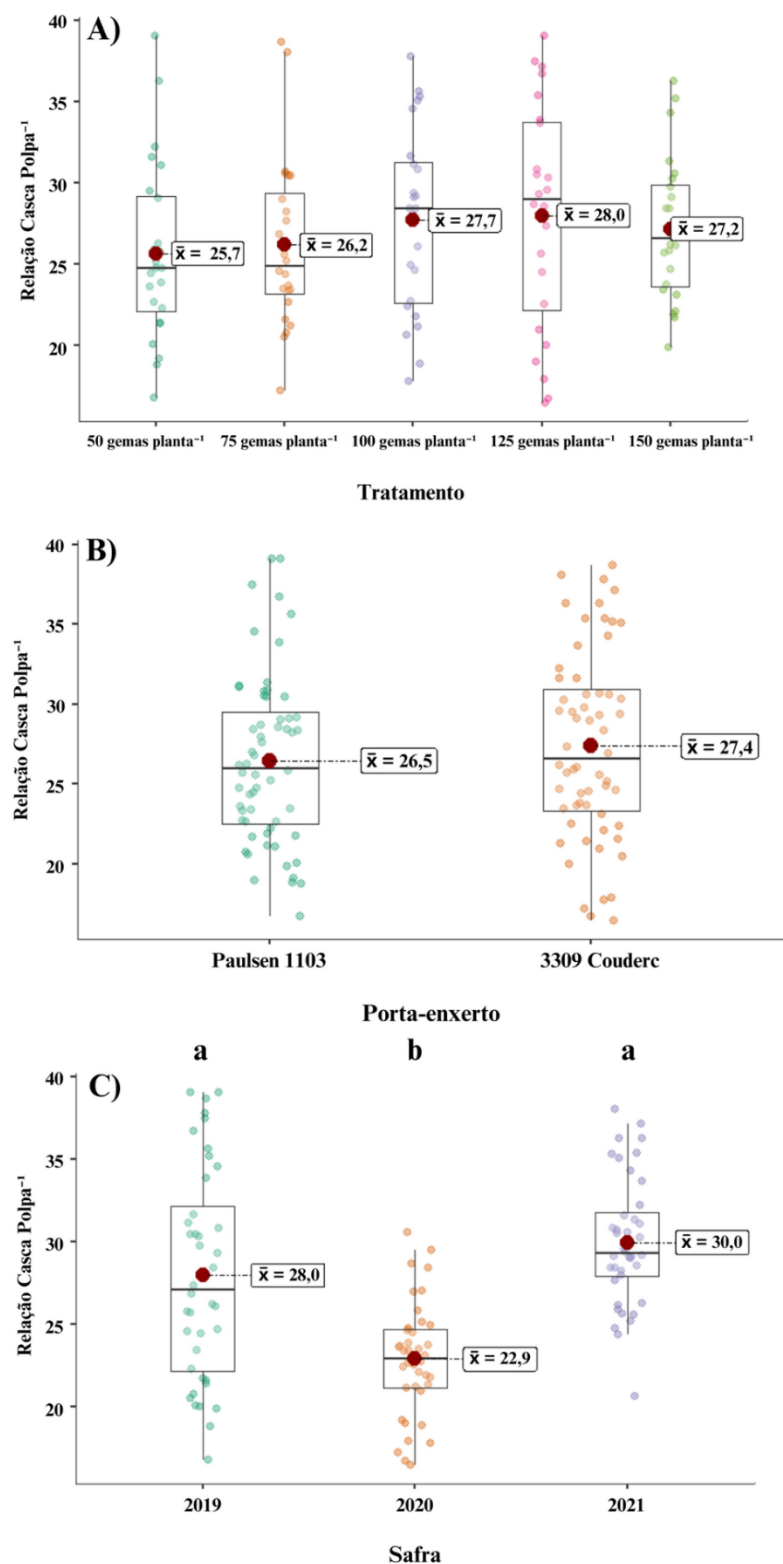 A)
40
35
30
25
20
Relação Casca Polpa⁻¹
x̄ = 25,7
x̄ = 26,2
x̄ = 27,7
x̄ = 28,0
x̄ = 27,2
50 gemas planta⁻¹ 75 gemas planta⁻¹ 100 gemas planta⁻¹ 125 gemas planta⁻¹ 150 gemas planta⁻¹
Tratamento
B)
40
35
30
25
20
Relação Casca Polpa⁻¹
x̄ = 26,5
x̄ = 27,4
Paulsen 1103 3309 Couderc
Porta-enxerto
a b a
C)
40
35
30
25
20
Relação Casca Polpa⁻¹
x̄ = 28,0
x̄ = 22,9
x̄ = 30,0
2019 2020 2021
Safra